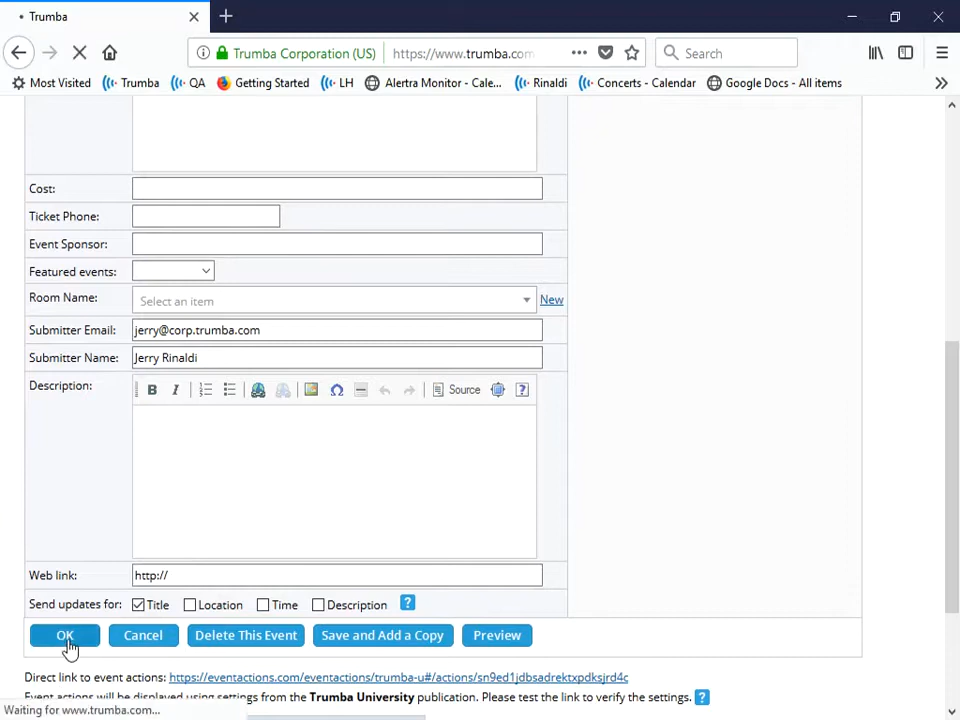 Trumba
Trumba Corporation (US) https://www.trumba.com ••• Search
Most Visited Trumba QA Getting Started LH Alertra Monitor - Cale... Rinaldi Concerts - Calendar Google Docs - All items
Cost:
Ticket Phone:
Event Sponsor:
Featured events:
Room Name: Select an item New
Submitter Email: jerry@corp.trumba.com
Submitter Name: Jerry Rinaldi
Description: B I Source ?
Web link: http://
Send updates for: Title Location Time Description ?
OK Cancel Delete This Event Save and Add a Copy Preview
Direct link to event actions: https://eventactions.com/eventactions/trumba-u#/actions/sn9ed1jdbsadrektxpdksjrd4c
Event actions will be displayed using settings from the Trumba University publication. Please test the link to verify the settings. ?
Waiting for www.trumba.com...